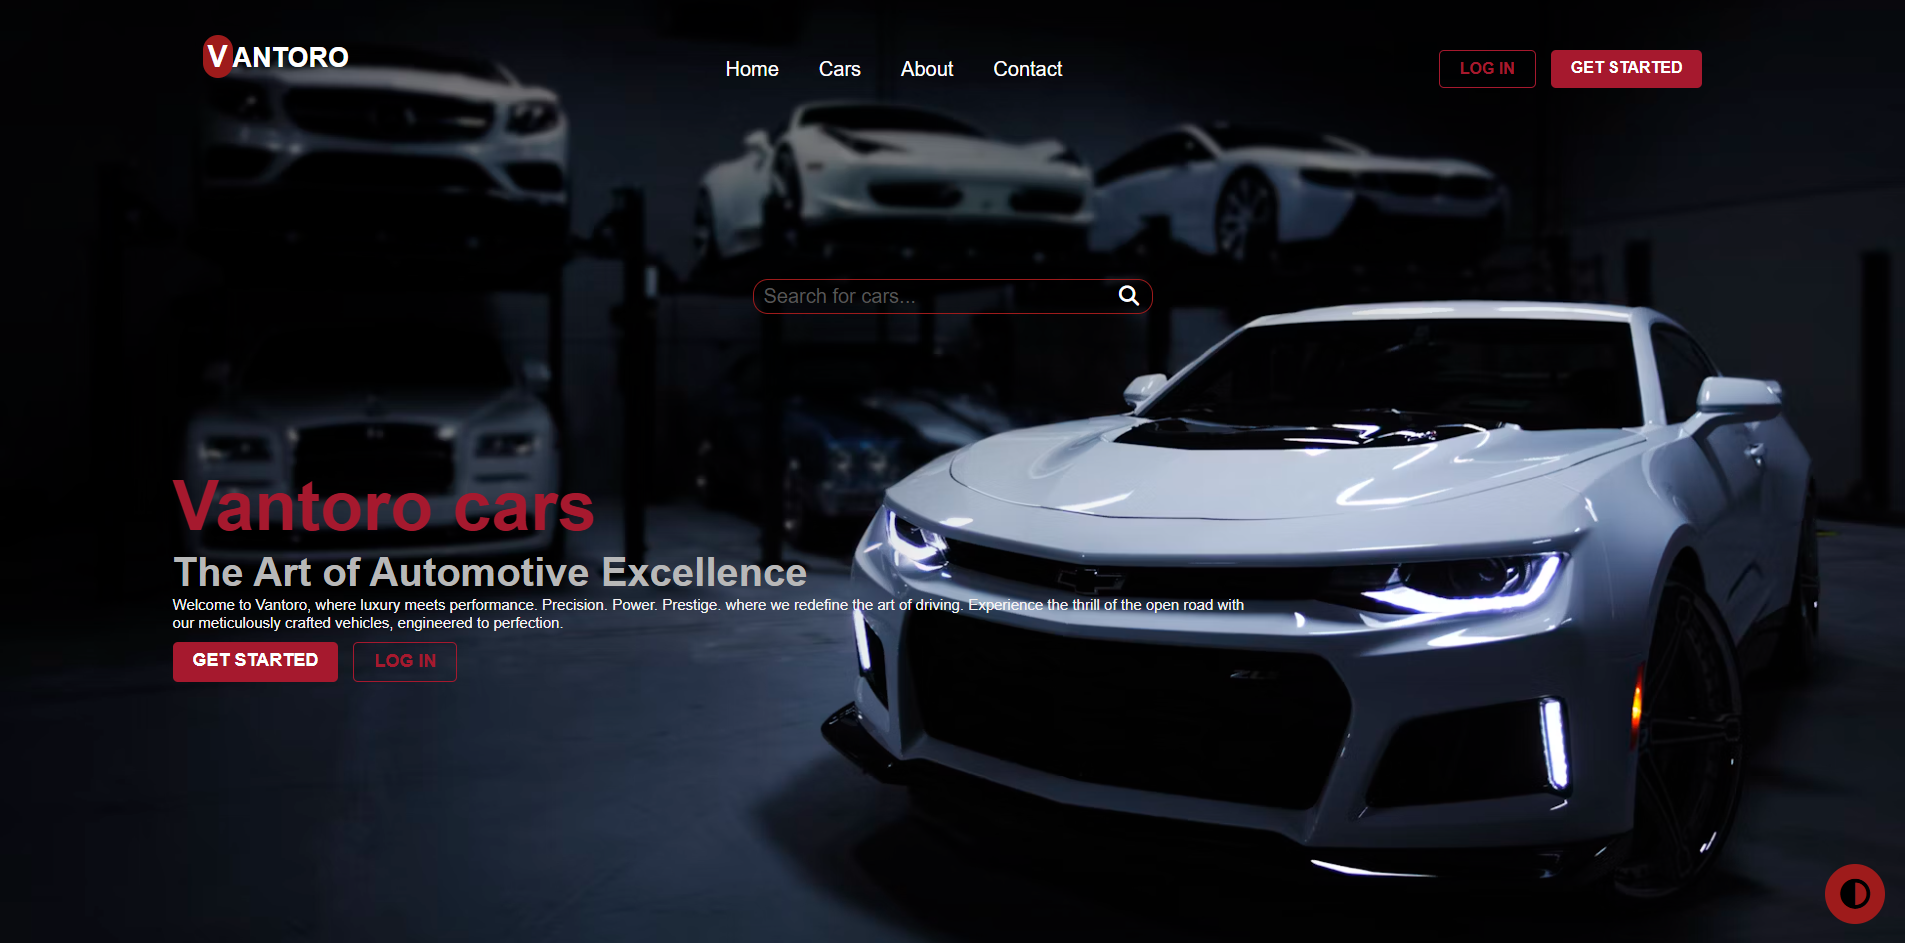 VANTORO
Home Cars About Contact
LOG IN GET STARTED
Search for cars...
Vantoro cars
The Art of Automotive Excellence
Welcome to Vantoro, where luxury meets performance. Precision. Power. Prestige. where we redefine the art of driving. Experience the thrill of the open road with
our meticulously crafted vehicles, engineered to perfection.
GET STARTED LOG IN